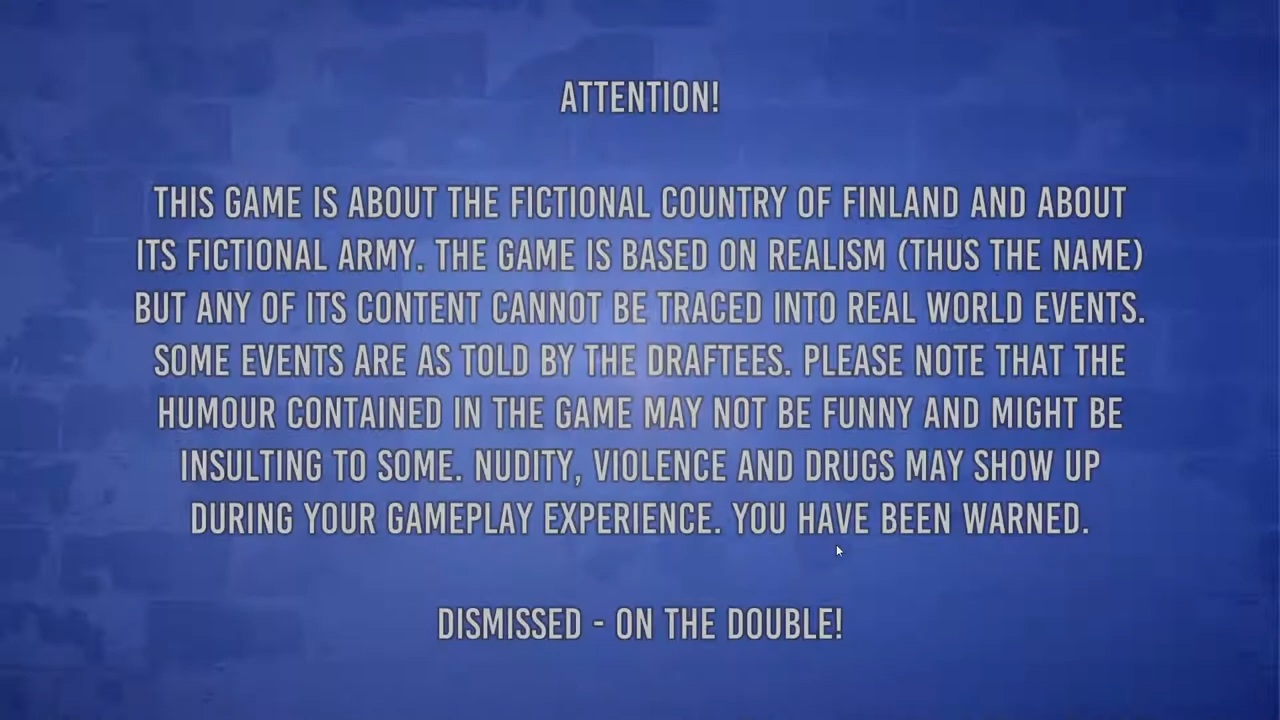 ATTENTION!
THIS GAME IS ABOUT THE FICTIONAL COUNTRY OF FINLAND AND ABOUT
ITS FICTIONAL ARMY. THE GAME IS BASED ON REALISM (THUS THE NAME)
BUT ANY OF ITS CONTENT CANNOT BE TRACED INTO REAL WORLD EVENTS.
SOME EVENTS ARE AS TOLD BY THE DRAFTEES. PLEASE NOTE THAT THE
HUMOUR CONTAINED IN THE GAME MAY NOT BE FUNNY AND MIGHT BE
INSULTING TO SOME. NUDITY, VIOLENCE AND DRUGS MAY SHOW UP
DURING YOUR GAMEPLAY EXPERIENCE. YOU HAVE BEEN WARNED.
DISMISSED - ON THE DOUBLE!